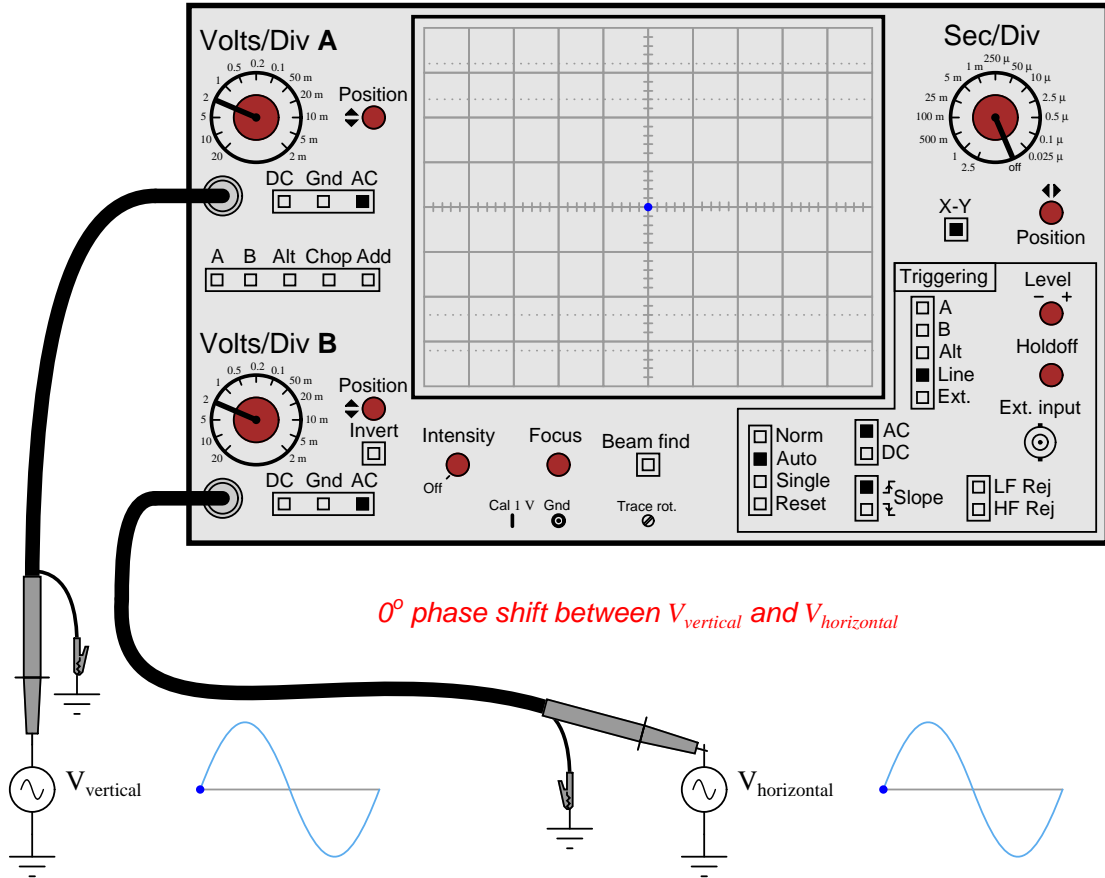 Volts/Div A
0.5 0.2 0.1
1 50 m
2 20 m
5 10 m
10 5 m
20 2 m
Position
DC Gnd AC
A B Alt Chop Add
Volts/Div B
0.5 0.2 0.1
1 50 m
2 20 m
5 10 m
10 5 m
20 2 m
Position
Invert
DC Gnd AC
Intensity
Off
Focus
Beam find
Cal 1 V Gnd
Trace rot.
Sec/Div
250 µ
1 m 50 µ
5 m 10 µ
25 m 2.5 µ
100 m 0.5 µ
500 m 0.1 µ
1 0.025 µ
2.5 off
X-Y
Position
Triggering
A
B
Alt
Line
Ext.
Level
− +
Holdoff
Ext. input
Norm
Auto
Single
Reset
AC
DC
Slope
LF Rej
HF Rej
0o phase shift between Vvertical and Vhorizontal
Vvertical
Vhorizontal